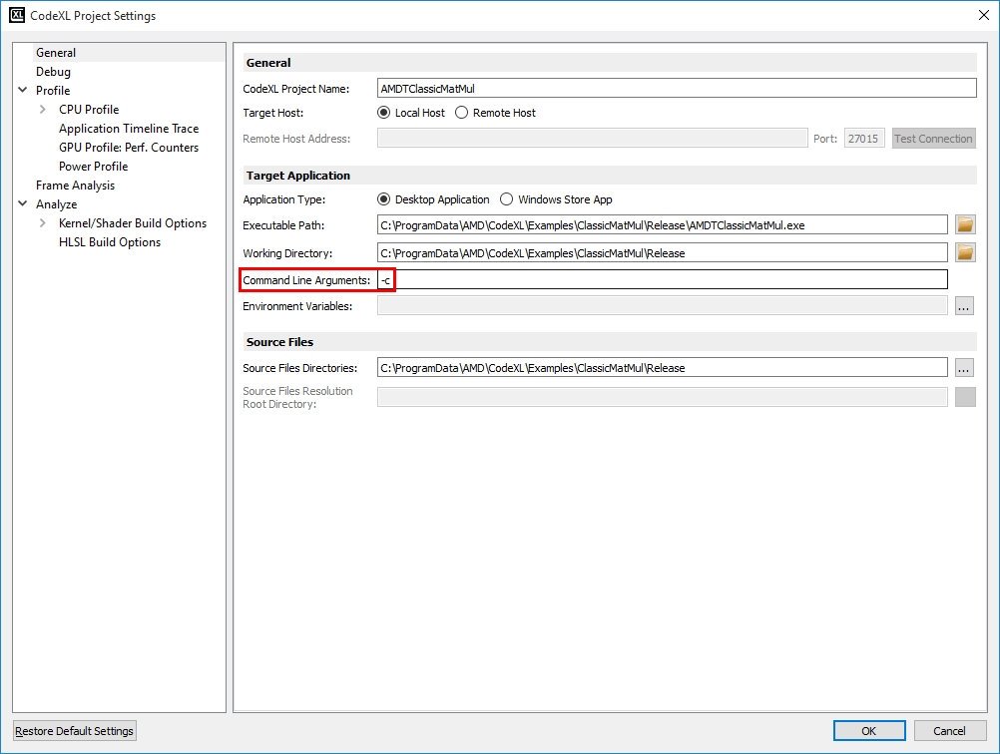 XL CodeXL Project Settings
General
Debug
Profile
CPU Profile
Application Timeline Trace
GPU Profile: Perf. Counters
Power Profile
Frame Analysis
Analyze
Kernel/Shader Build Options
HLSL Build Options
General
CodeXL Project Name: AMDTClassicMatMul
Target Host: Local Host Remote Host
Remote Host Address: Port: 27015 Test Connection
Target Application
Application Type: Desktop Application Windows Store App
Executable Path: C:\ProgramData\AMD\CodeXL\Examples\ClassicMatMul\Release\AMDTClassicMatMul.exe
Working Directory: C:\ProgramData\AMD\CodeXL\Examples\ClassicMatMul\Release
Command Line Arguments: -c
Environment Variables: ...
Source Files
Source Files Directories: C:\ProgramData\AMD\CodeXL\Examples\ClassicMatMul\Release ...
Source Files Resolution
Root Directory:
Restore Default Settings OK Cancel